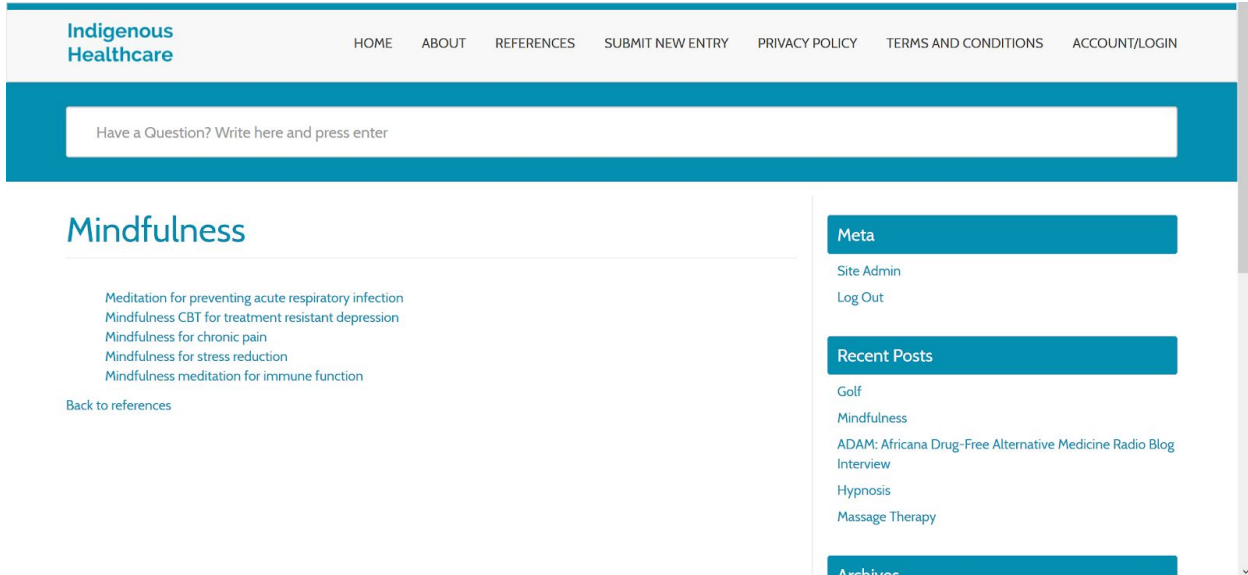 Indigenous
Healthcare
HOME ABOUT REFERENCES SUBMIT NEW ENTRY PRIVACY POLICY TERMS AND CONDITIONS ACCOUNT/LOGIN
Have a Question? Write here and press enter
Mindfulness
Meditation for preventing acute respiratory infection
Mindfulness CBT for treatment resistant depression
Mindfulness for chronic pain
Mindfulness for stress reduction
Mindfulness meditation for immune function
Back to references
Meta
Site Admin
Log Out
Recent Posts
Golf
Mindfulness
ADAM: Africana Drug-Free Alternative Medicine Radio Blog
Interview
Hypnosis
Massage Therapy
Archives